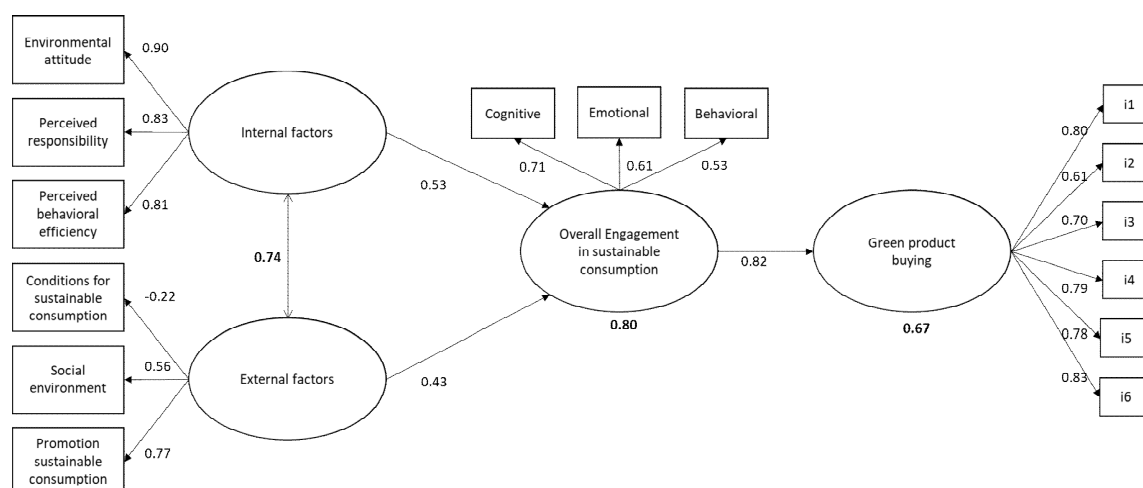 Environmental
attitude
0.90
Perceived
responsibility
0.83
Perceived
behavioral
efficiency
0.81
Conditions for
sustainable
consumption
-0.22
Social
environment
0.56
Promotion
sustainable
consumption
0.77
Internal factors
0.74
External factors
0.53
0.43
Cognitive
Emotional
Behavioral
0.71
0.61
0.53
Overall Engagement
in sustainable
consumption
0.80
0.82
Green product
buying
0.67
i1
0.80
i2
0.61
i3
0.70
i4
0.79
i5
0.78
i6
0.83